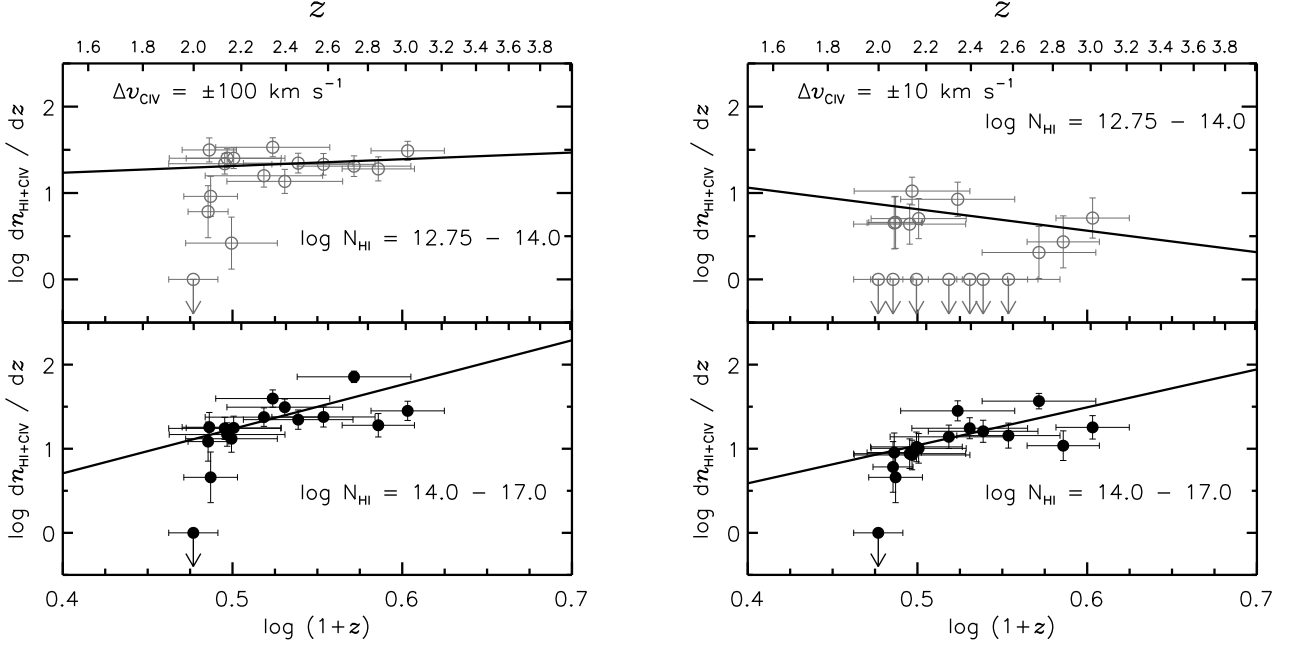 z z
1.6 1.8 2.0 2.2 2.4 2.6 2.8 3.0 3.2 3.4 3.6 3.8
1.6 1.8 2.0 2.2 2.4 2.6 2.8 3.0 3.2 3.4 3.6 3.8
Δv_CIV = ±100 km s⁻¹
log N_HI = 12.75 − 14.0
log dn_HI+CIV / dz
2
1
0
log N_HI = 14.0 − 17.0
log dn_HI+CIV / dz
2
1
0
0.4 0.5 0.6 0.7
log (1+z)
Δv_CIV = ±10 km s⁻¹
log N_HI = 12.75 − 14.0
log dn_HI+CIV / dz
2
1
0
log N_HI = 14.0 − 17.0
log dn_HI+CIV / dz
2
1
0
0.4 0.5 0.6 0.7
log (1+z)